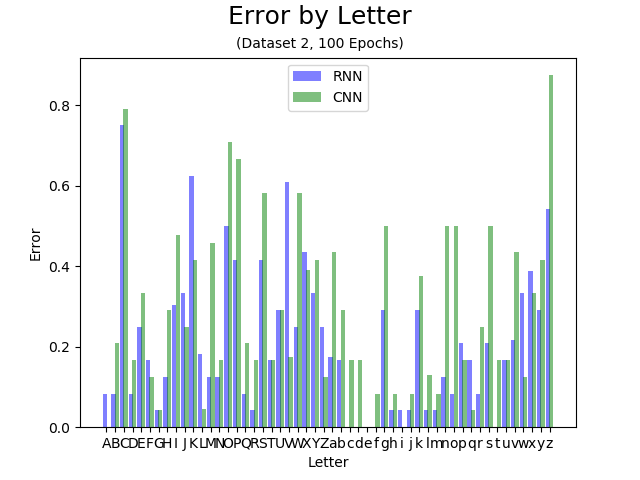 Error by Letter
(Dataset 2, 100 Epochs)
RNN
CNN
0.8
0.6
0.4
0.2
0.0
Error
A B C D E F G H I J K L M N O P Q R S T U V W X Y Z a b c d e f g h i j k l m n o p q r s t u v w x y z
Letter